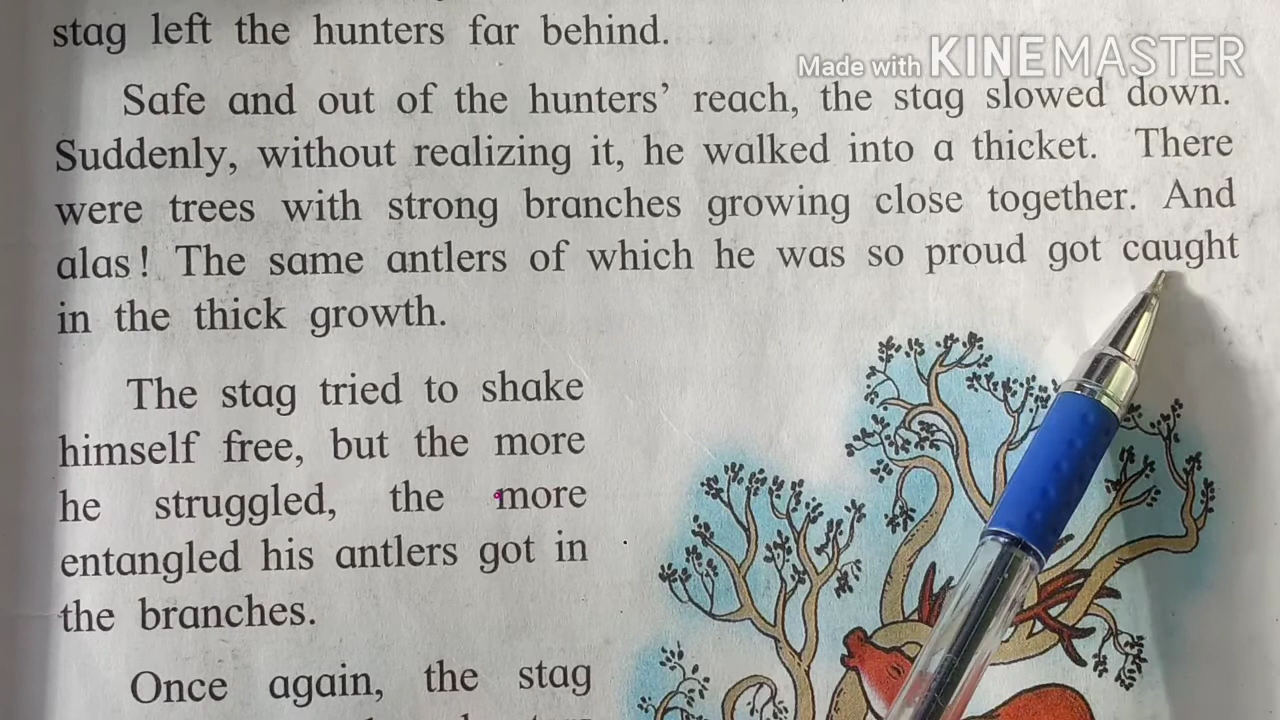 stag left the hunters far behind.
Made with KINEMASTER
Safe and out of the hunters' reach, the stag slowed down.
Suddenly, without realizing it, he walked into a thicket. There
were trees with strong branches growing close together. And
alas! The same antlers of which he was so proud got caught
in the thick growth.
The stag tried to shake
himself free, but the more
he struggled, the more
entangled his antlers got in
the branches.
Once again, the stag